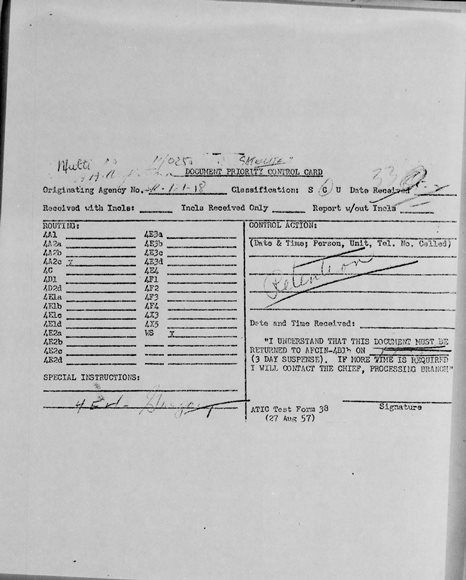 Multi
DOCUMENT PRIORITY CONTROL CARD
Originating Agency No. Classification: S C U Date Received
Received with Incls: Incls Received Only Report w/out Incls
ROUTING:
4A1
4A2a
4A2b
4A2c X
4C
4D1
4D2d
4E1a
4E1b
4E1c
4E1d
4E2a
4E2b
4E2c
4E2d
4E3a
4E3b
4E3c
4E3d
4E4
4F1
4F2
4F3
4F4
4X3
4X5
WS X
SPECIAL INSTRUCTIONS:
CONTROL ACTION:
(Date & Time; Person, Unit, Tel. No. Called)
Retention
Date and Time Received:
"I UNDERSTAND THAT THIS DOCUMENT MUST BE
RETURNED TO AFCIN-4B3b ON
(3 DAY SUSPENSE). IF MORE TIME IS REQUIRED
I WILL CONTACT THE CHIEF, PROCESSING BRANCH"
ATIC Test Form 38
(27 Aug 57)
Signature